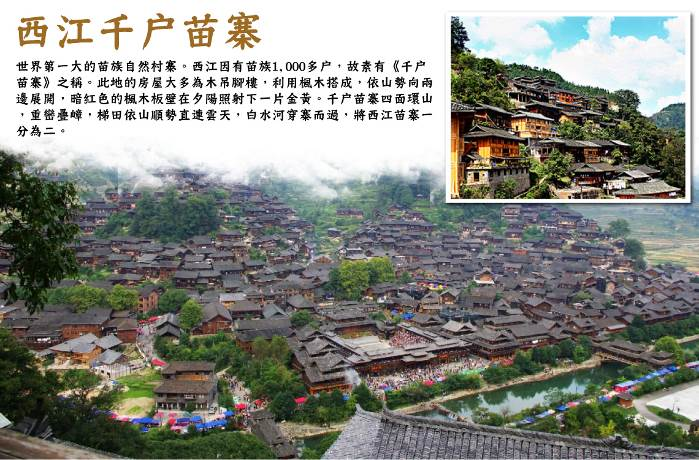 西江千户苗寨
世界第一大的苗族自然村寨。西江因有苗族1,000多户，故素有《千户
苗寨》之稱。此地的房屋大多為木吊腳樓，利用楓木搭成，依山勢向兩
邊展開，暗紅色的楓木板壁在夕陽照射下一片金黃。千户苗寨四面環山
，重巒疊嶂，梯田依山順勢直連雲天，白水河穿寨而過，將西江苗寨一
分為二。